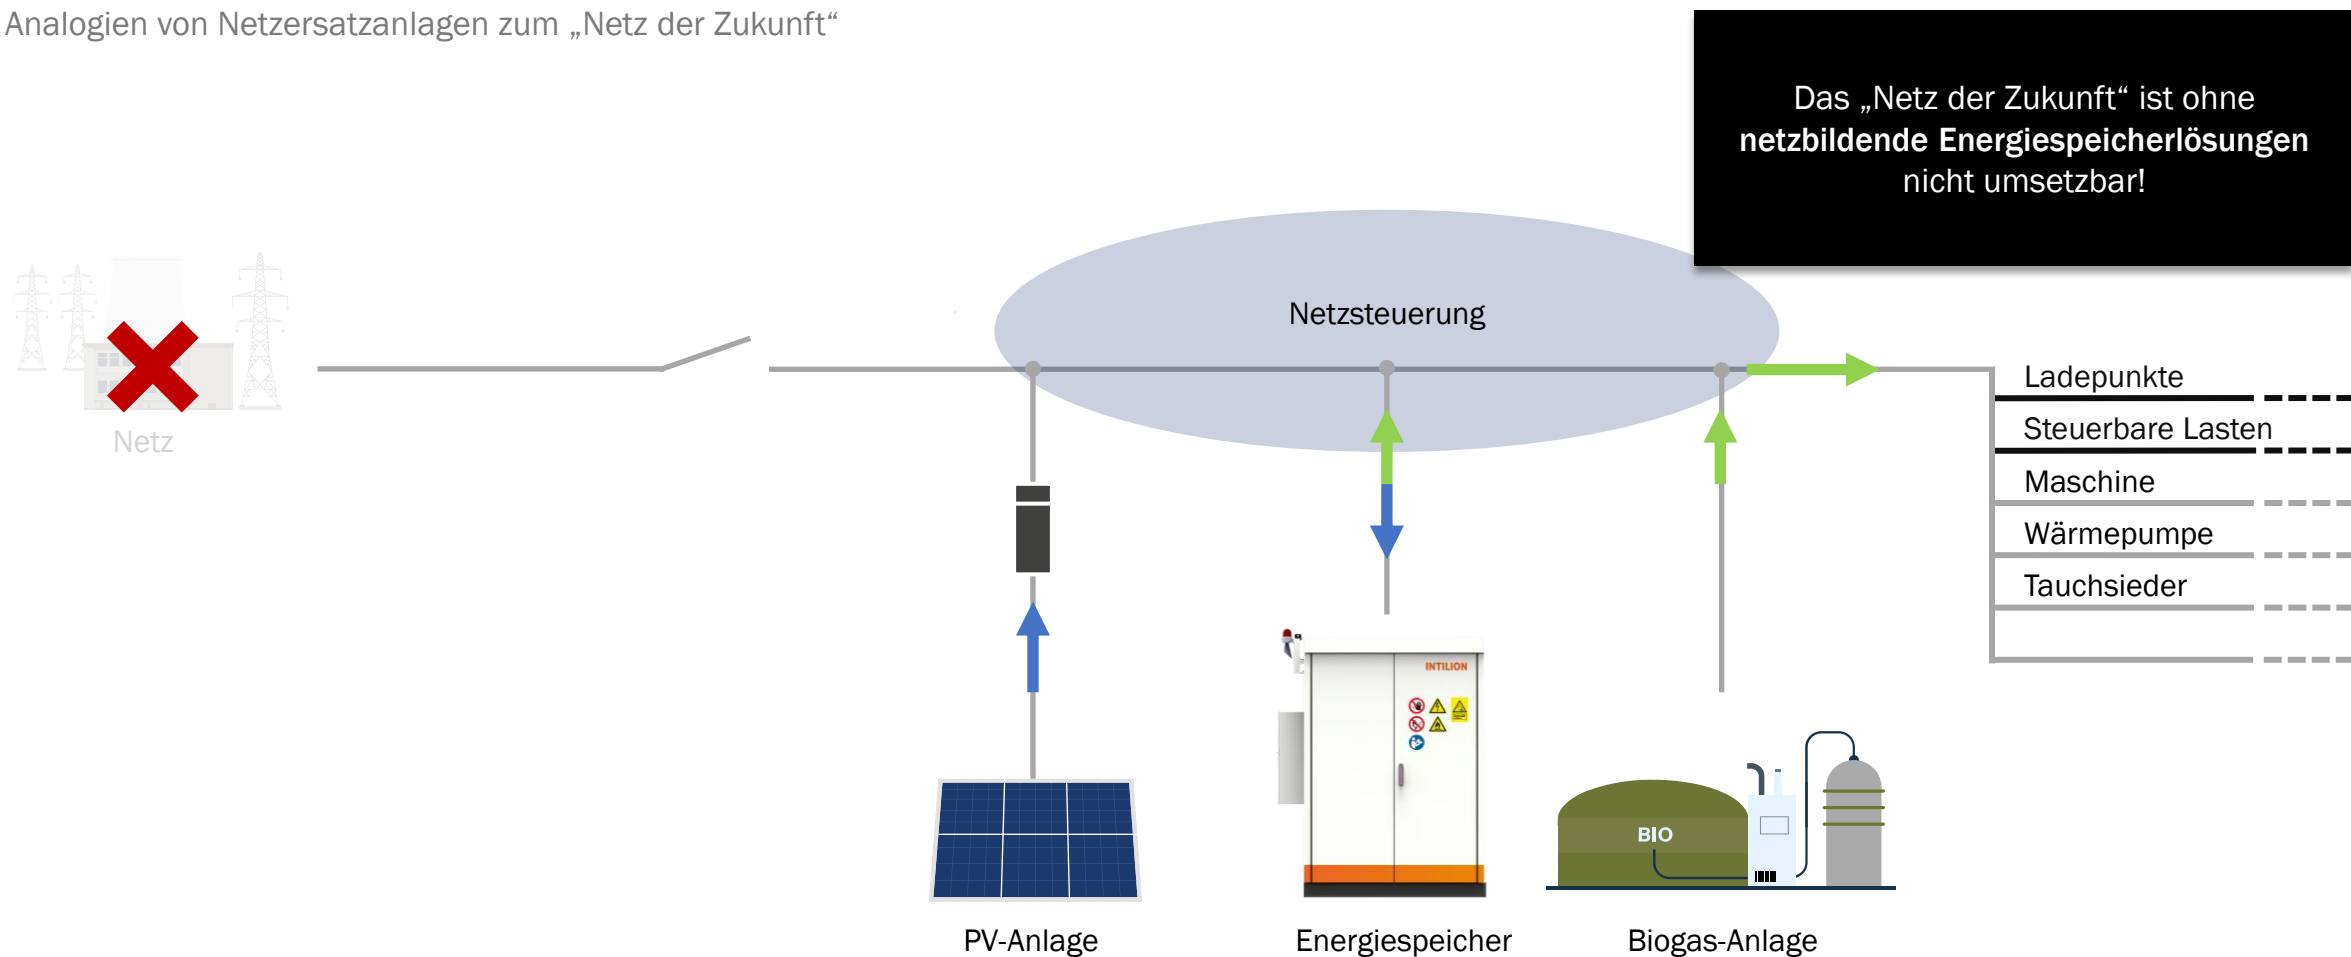 Analogien von Netzersatzanlagen zum „Netz der Zukunft“
Das „Netz der Zukunft“ ist ohne
netzbildende Energiespeicherlösungen
nicht umsetzbar!
Netzsteuerung
Netz
Ladepunkte
Steuerbare Lasten
Maschine
Wärmepumpe
Tauchsieder
INTILION
BIO
PV-Anlage
Energiespeicher
Biogas-Anlage